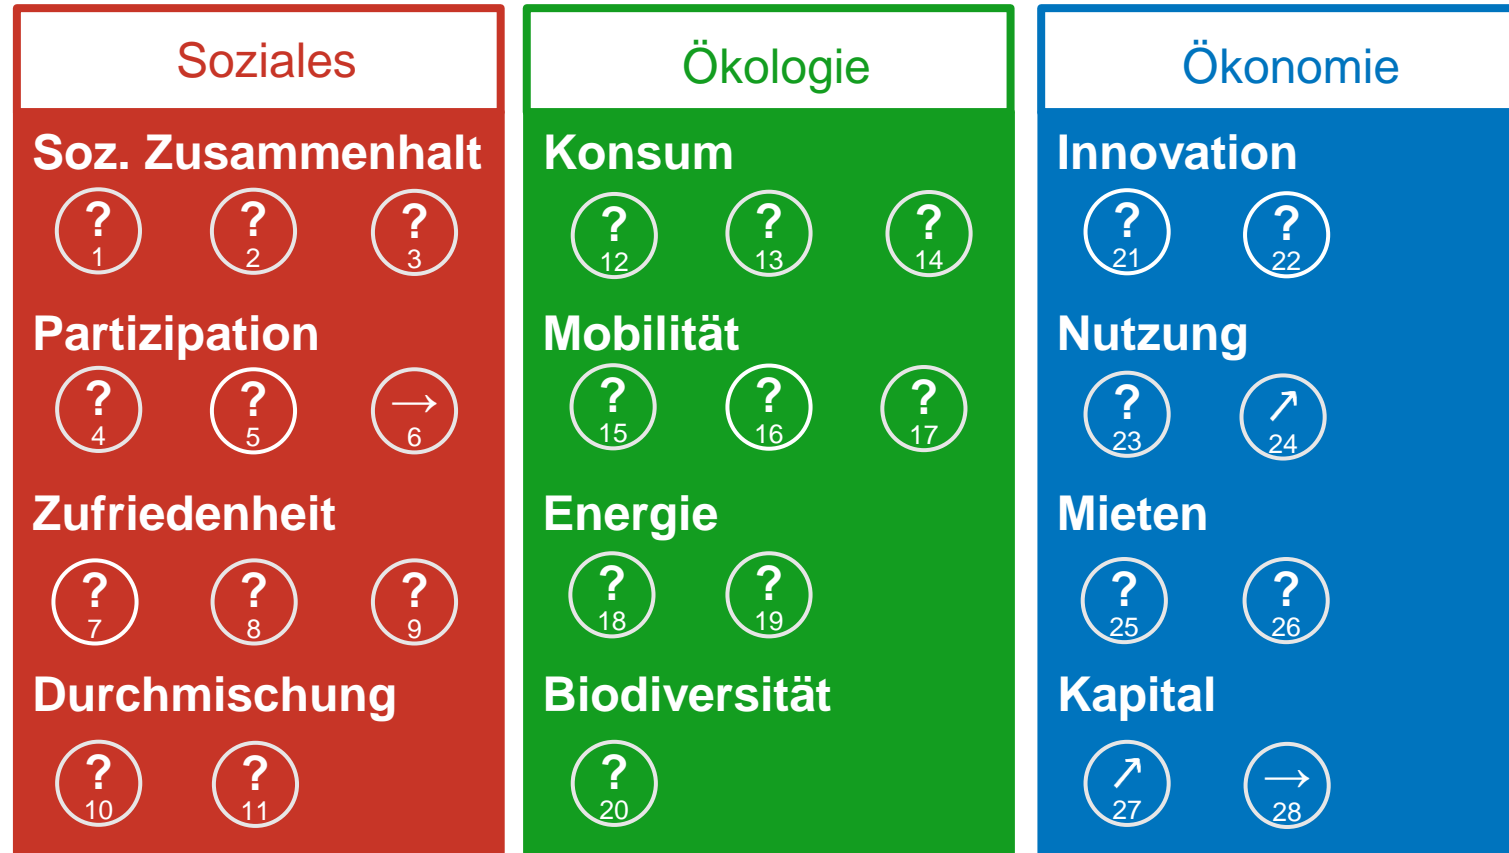 Soziales
Soz. Zusammenhalt
? ? ?
1 2 3
Partizipation
? ? →
4 5 6
Zufriedenheit
? ? ?
7 8 9
Durchmischung
? ?
10 11
Ökologie
Konsum
? ? ?
12 13 14
Mobilität
? ? ?
15 16 17
Energie
? ?
18 19
Biodiversität
?
20
Ökonomie
Innovation
? ?
21 22
Nutzung
? ↗
23 24
Mieten
? ?
25 26
Kapital
↗ →
27 28